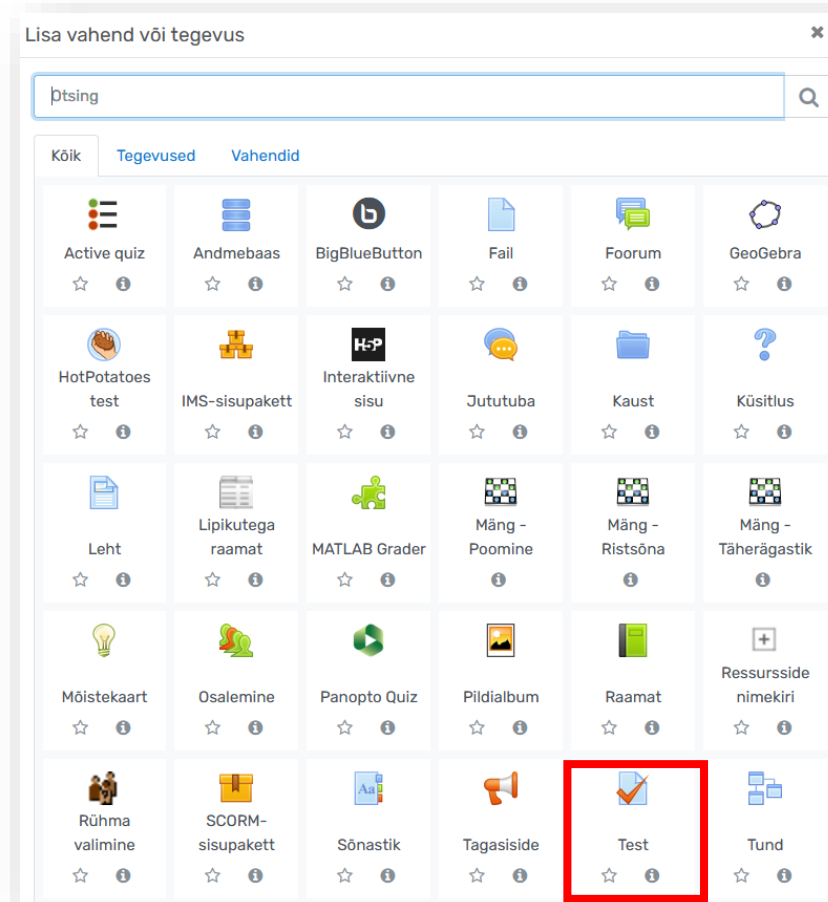 Lisa vahend või tegevus
Otsing
Kõik Tegevused Vahendid
Active quiz Andmebaas BigBlueButton Fail Foorum GeoGebra
H5P
HotPotatoes test IMS-sisupakett Interaktiivne sisu Jututuba Kaust Küsitlus
Leht Lipikutega raamat MATLAB Grader Mäng - Poomine Mäng - Ristsõna Mäng - Täherägastik
Mõistekaart Osalemine Panopto Quiz Pildialbum Raamat Ressursside nimekiri
Aa
Rühma valimine SCORM-sisupakett Sõnastik Tagasiside Test Tund